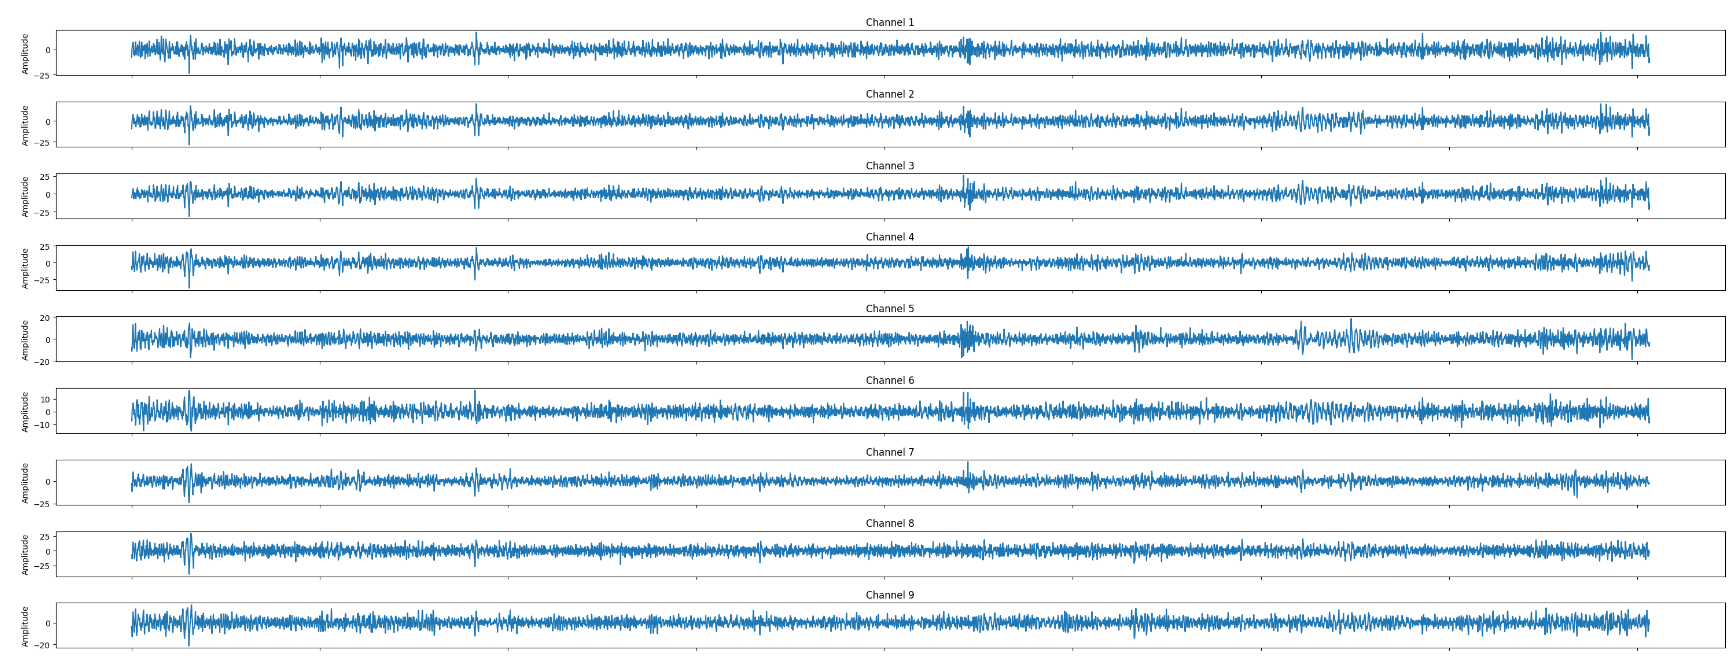 Channel 1
Amplitude
0
−25
Channel 2
Amplitude
0
−25
Channel 3
Amplitude
25
0
−25
Channel 4
Amplitude
25
0
−25
Channel 5
Amplitude
20
0
−20
Channel 6
Amplitude
10
0
−10
Channel 7
Amplitude
0
−25
Channel 8
Amplitude
25
0
−25
Channel 9
Amplitude
0
−20